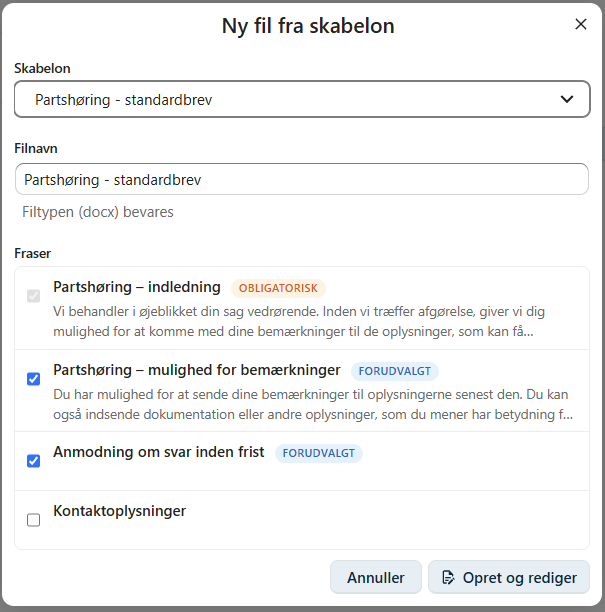 Ny fil fra skabelon
Skabelon
Partshøring - standardbrev
Filnavn
Partshøring - standardbrev
Filtypen (docx) bevares
Fraser
Partshøring – indledning OBLIGATORISK
Vi behandler i øjeblikket din sag vedrørende. Inden vi træffer afgørelse, giver vi dig
mulighed for at komme med dine bemærkninger til de oplysninger, som kan få…
Partshøring – mulighed for bemærkninger FORUDVALGT
Du har mulighed for at sende dine bemærkninger til oplysningerne senest den. Du kan
også indsende dokumentation eller andre oplysninger, som du mener har betydning f…
Anmodning om svar inden frist FORUDVALGT
Kontaktoplysninger
Annuller Opret og rediger